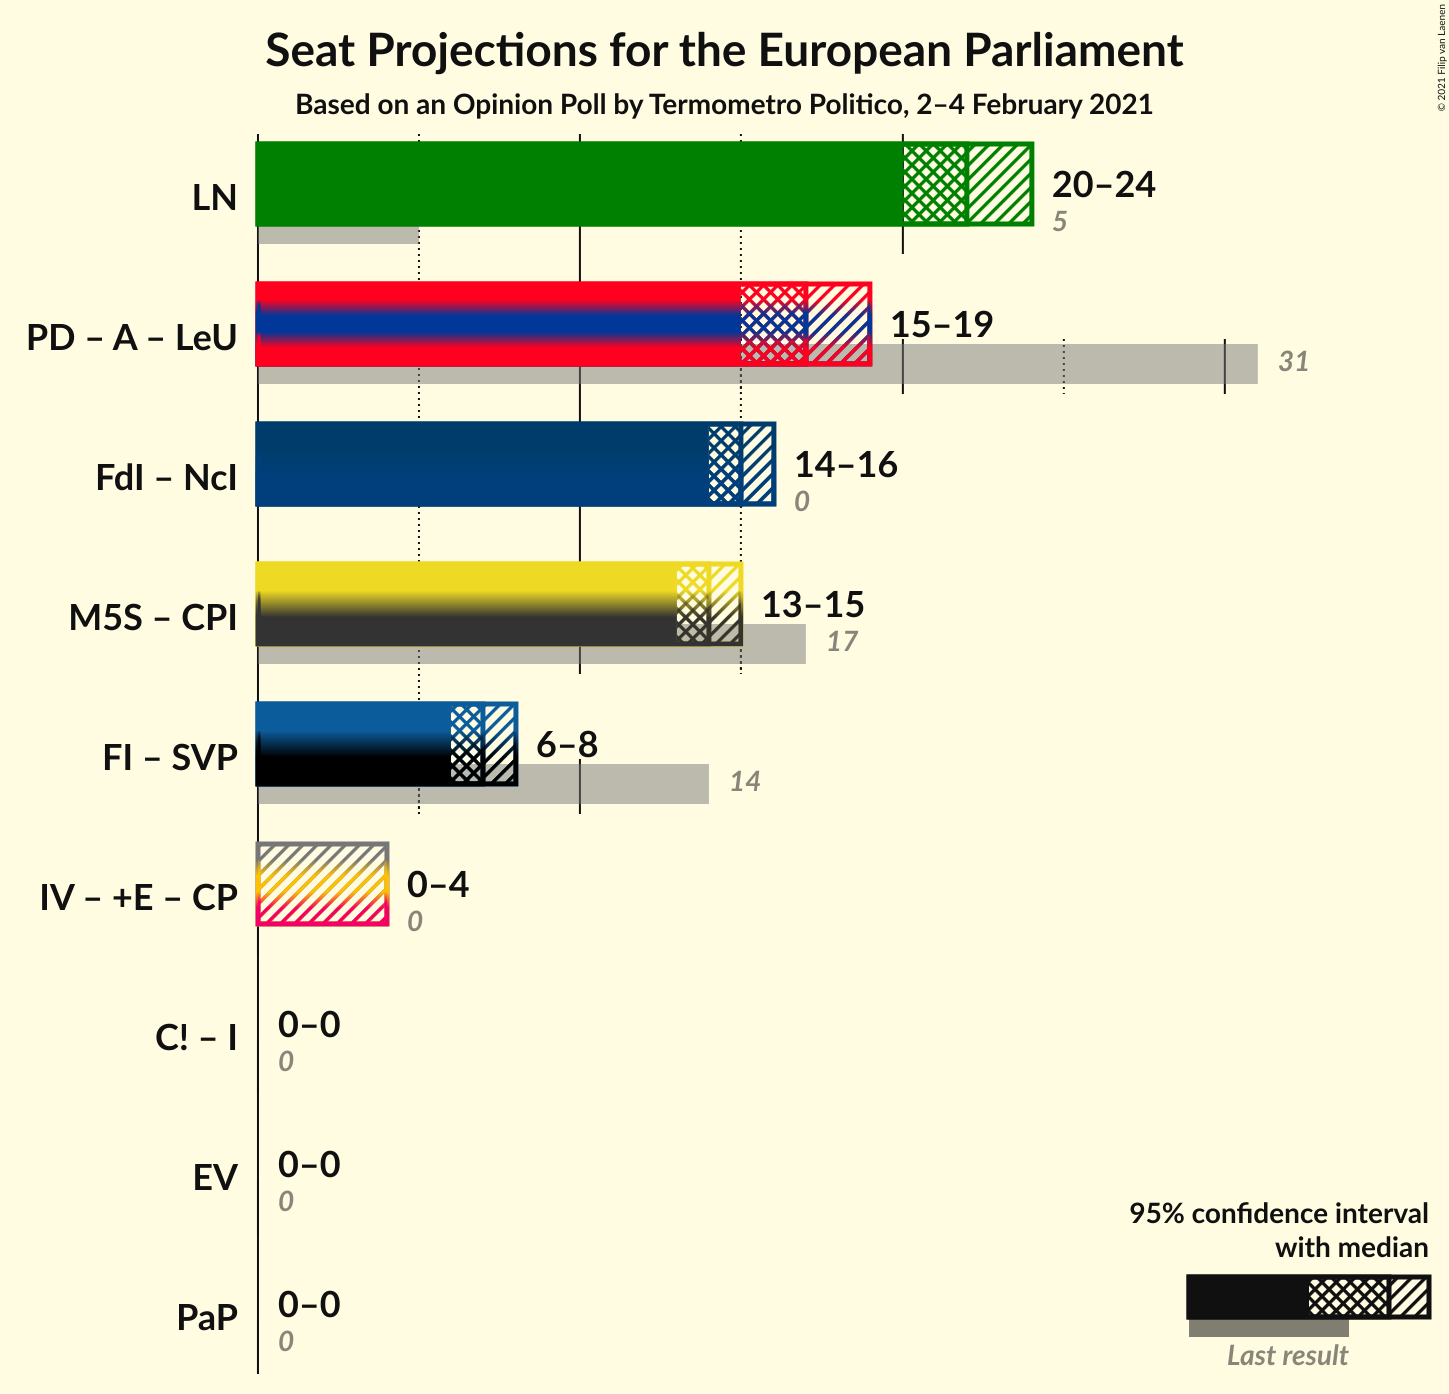 Seat Projections for the European Parliament
Based on an Opinion Poll by Termometro Politico, 2–4 February 2021
© 2021 Filip van Laenen
LN
20–24
5
PD – A – LeU
15–19
31
FdI – NcI
14–16
0
M5S – CPI
13–15
17
FI – SVP
6–8
14
IV – +E – CP
0–4
0
C! – I
0–0
0
EV
0–0
0
PaP
0–0
0
95% confidence interval
with median
Last result